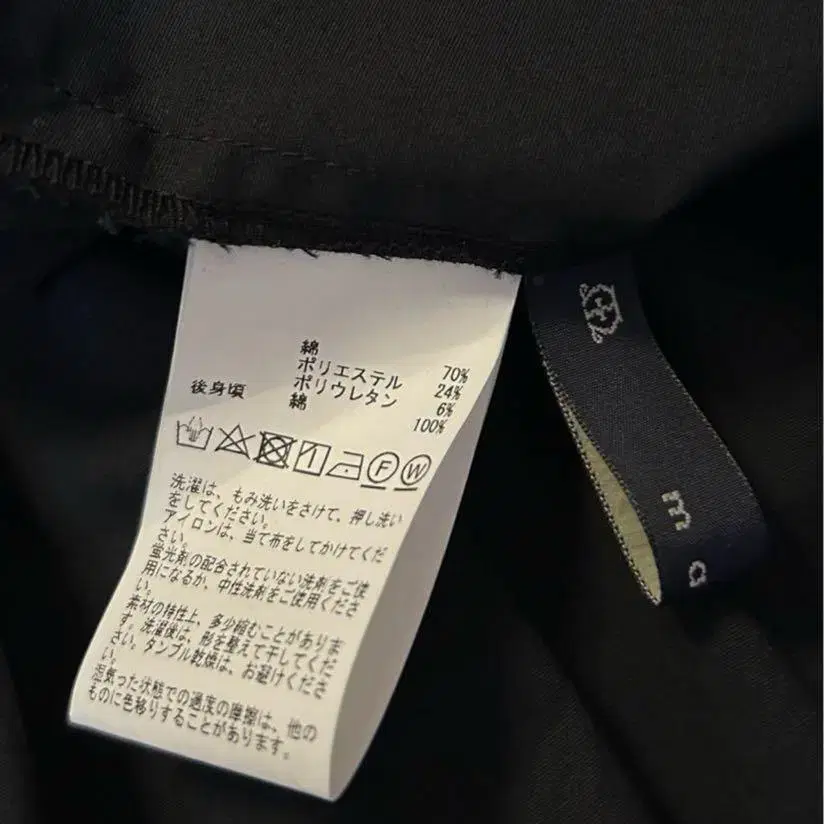 綿 70%
ポリエステル 24%
ポリウレタン 6%
後身頃 綿 100%
F W
洗濯は、もみ洗いをさけて、押し洗い
をしてください。
アイロンは、当て布をしてかけてくだ
さい。
蛍光剤の配合されていない洗剤をご使
用になるか、中性洗剤をご使用くださ
い。
素材の特性上、多少縮むことがありま
す。洗濯後は、形を整えて干してくだ
さい。タンブル乾燥は、お避けくださ
い。
湿った状態での過度の摩擦は、他の
ものに色移りすることがあります。
m a